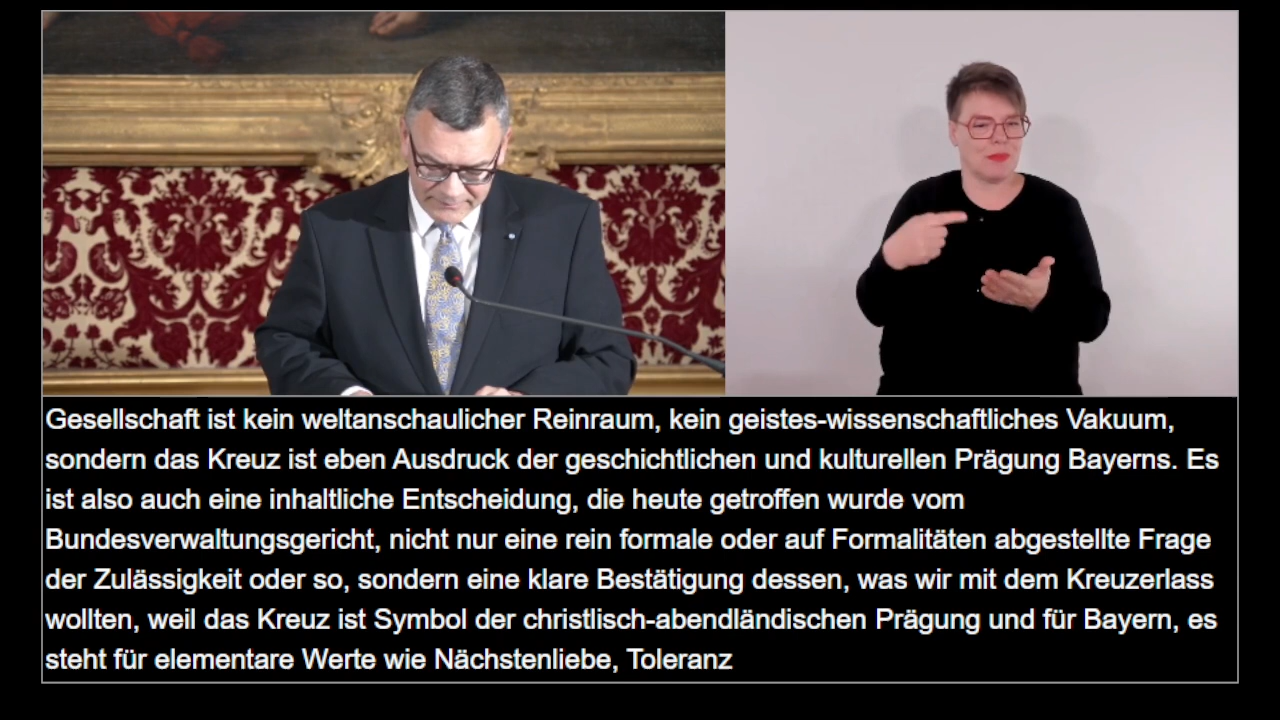 Gesellschaft ist kein weltanschaulicher Reinraum, kein geistes-wissenschaftliches Vakuum,
sondern das Kreuz ist eben Ausdruck der geschichtlichen und kulturellen Prägung Bayerns. Es
ist also auch eine inhaltliche Entscheidung, die heute getroffen wurde vom
Bundesverwaltungsgericht, nicht nur eine rein formale oder auf Formalitäten abgestellte Frage
der Zulässigkeit oder so, sondern eine klare Bestätigung dessen, was wir mit dem Kreuzerlass
wollten, weil das Kreuz ist Symbol der christlisch-abendländischen Prägung und für Bayern, es
steht für elementare Werte wie Nächstenliebe, Toleranz